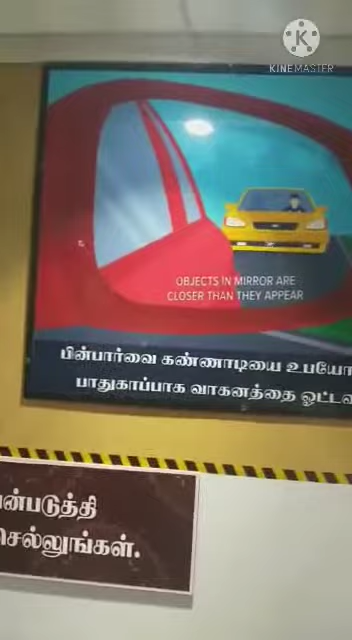 KINEMASTER
OBJECTS IN MIRROR ARE
CLOSER THAN THEY APPEAR
பின்பார்வை கண்ணாடியை
பாதுகாப்பாக வாகனத்தை
செல்லுங்கள்.